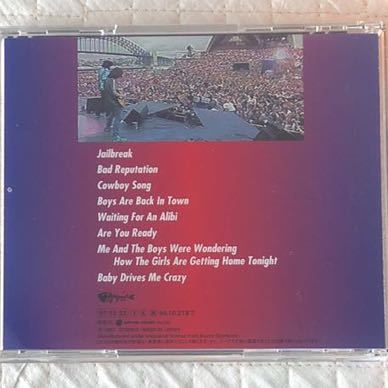 Jailbreak
Bad Reputation
Cowboy Song
Boys Are Back In Town
Waiting For An Alibi
Are You Ready
Me And The Boys Were Wondering
How The Girls Are Getting Home Tonight
Baby Drives Me Crazy